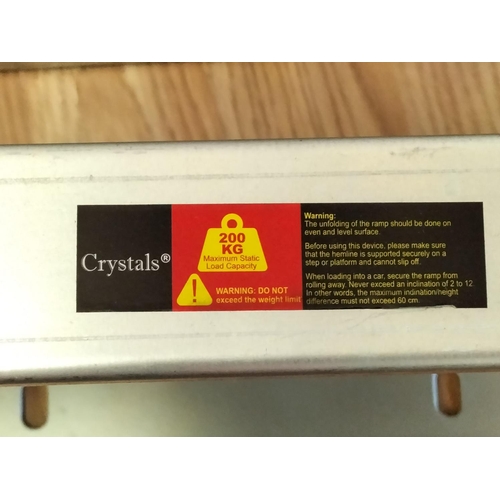 Crystals®
200
KG
Maximum Static
Load Capacity
WARNING: DO NOT
exceed the weight limit
Warning:
The unfolding of the ramp should be done on
even and level surface.
Before using this device, please make sure
that the hemline is supported securely on a
step or platform and cannot slip off.
When loading into a car, secure the ramp from
rolling away. Never exceed an inclination of 2 to 12
In other words, the maximum indination/height
difference must not exceed 60 cm.